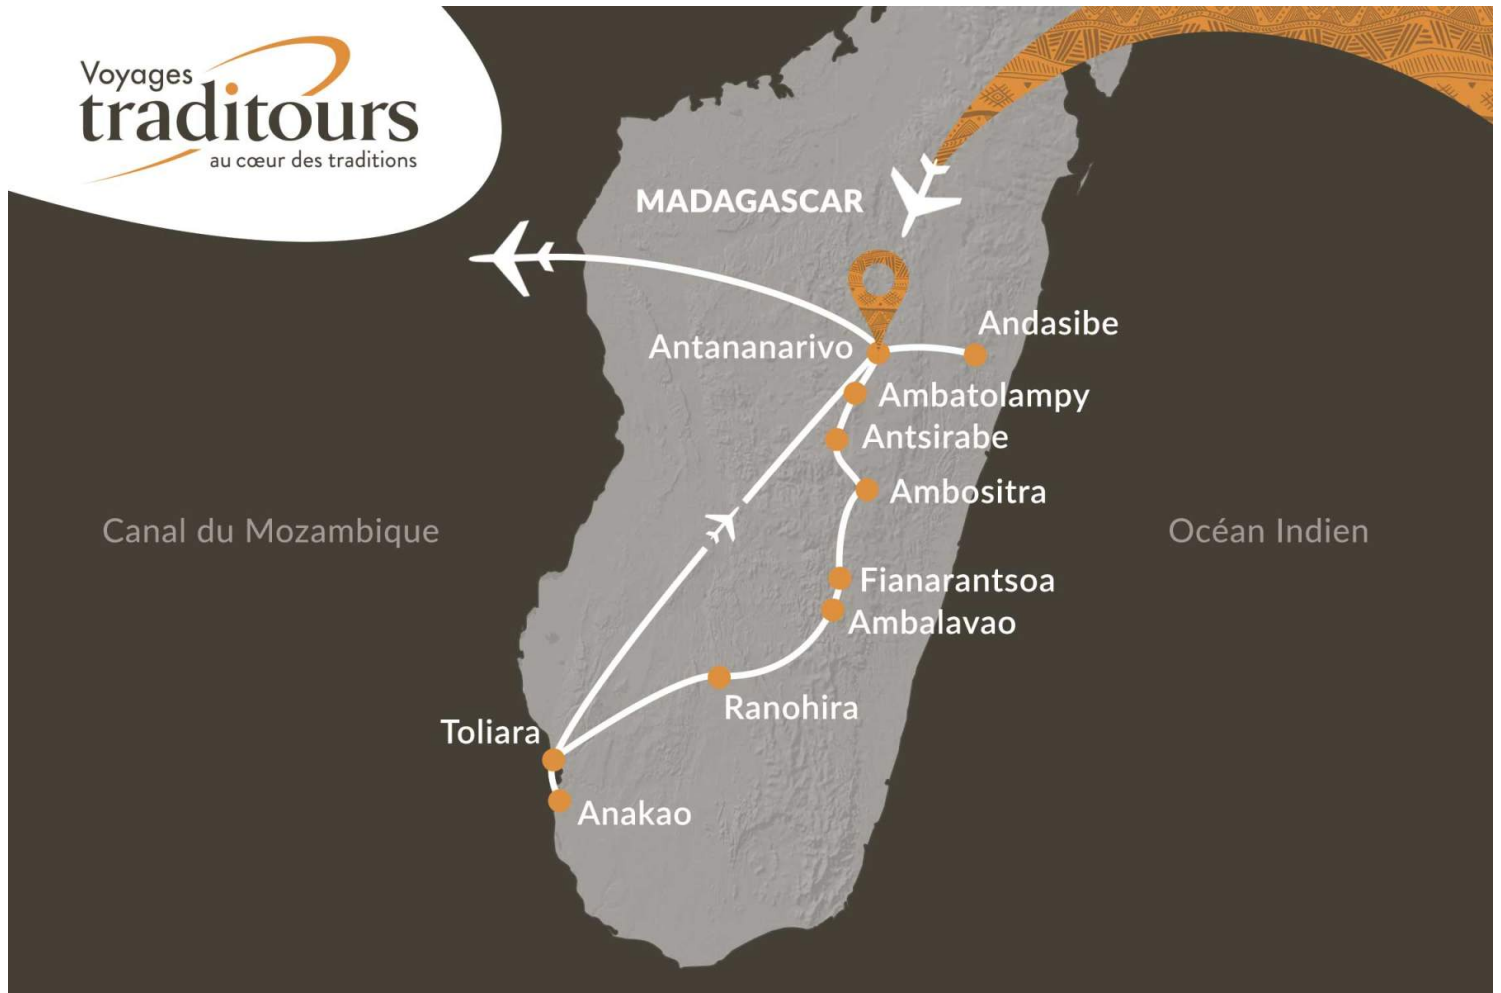 Voyages
traditours
au cœur des traditions
MADAGASCAR
Andasibe
Antananarivo
Ambatolampy
Antsirabe
Ambositra
Canal du Mozambique
Océan Indien
Fianarantsoa
Ambalavao
Ranohira
Toliara
Anakao